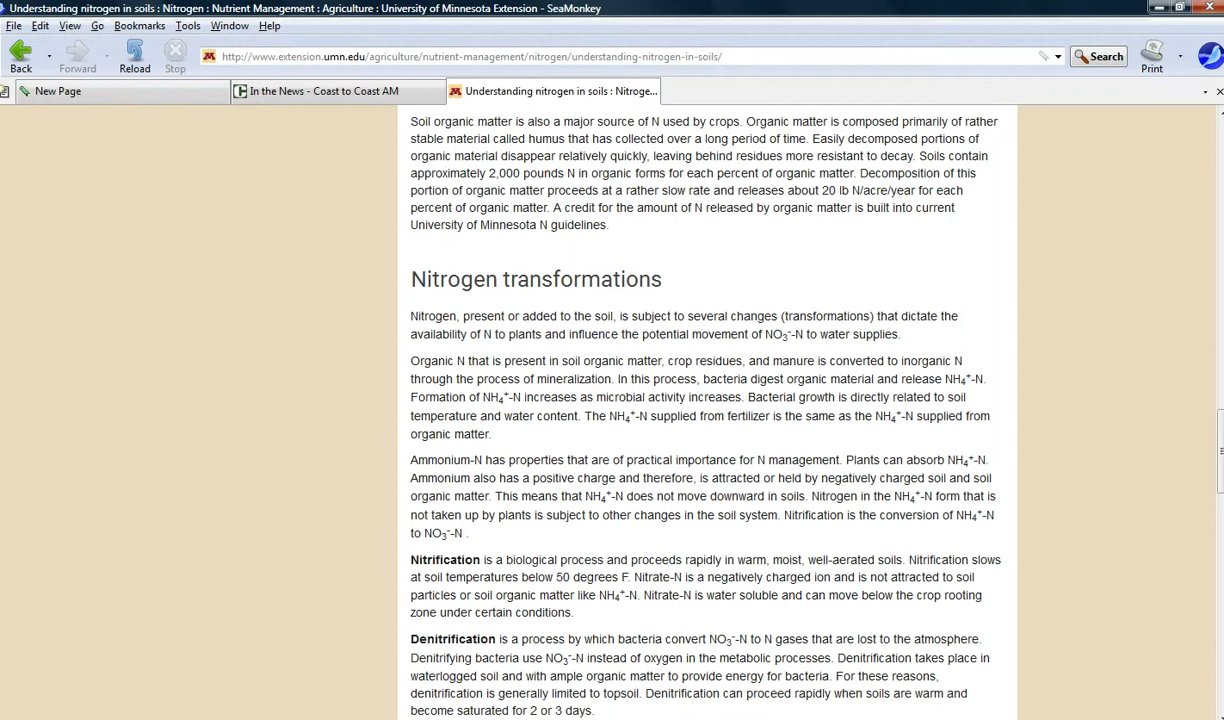 Understanding nitrogen in soils : Nitrogen : Nutrient Management : Agriculture : University of Minnesota Extension - SeaMonkey
File Edit View Go Bookmarks Tools Window Help
Back Forward Reload Stop http://www.extension.umn.edu/agriculture/nutrient-management/nitrogen/understanding-nitrogen-in-soils/ Search Print
New Page In the News - Coast to Coast AM Understanding nitrogen in soils : Nitroge...
Soil organic matter is also a major source of N used by crops. Organic matter is composed primarily of rather
stable material called humus that has collected over a long period of time. Easily decomposed portions of
organic material disappear relatively quickly, leaving behind residues more resistant to decay. Soils contain
approximately 2,000 pounds N in organic forms for each percent of organic matter. Decomposition of this
portion of organic matter proceeds at a rather slow rate and releases about 20 lb N/acre/year for each
percent of organic matter. A credit for the amount of N released by organic matter is built into current
University of Minnesota N guidelines.
Nitrogen transformations
Nitrogen, present or added to the soil, is subject to several changes (transformations) that dictate the
availability of N to plants and influence the potential movement of NO₃⁻-N to water supplies.
Organic N that is present in soil organic matter, crop residues, and manure is converted to inorganic N
through the process of mineralization. In this process, bacteria digest organic material and release NH₄⁺-N.
Formation of NH₄⁺-N increases as microbial activity increases. Bacterial growth is directly related to soil
temperature and water content. The NH₄⁺-N supplied from fertilizer is the same as the NH₄⁺-N supplied from
organic matter.
Ammonium-N has properties that are of practical importance for N management. Plants can absorb NH₄⁺-N.
Ammonium also has a positive charge and therefore, is attracted or held by negatively charged soil and soil
organic matter. This means that NH₄⁺-N does not move downward in soils. Nitrogen in the NH₄⁺-N form that is
not taken up by plants is subject to other changes in the soil system. Nitrification is the conversion of NH₄⁺-N
to NO₃⁻-N .
Nitrification is a biological process and proceeds rapidly in warm, moist, well-aerated soils. Nitrification slows
at soil temperatures below 50 degrees F. Nitrate-N is a negatively charged ion and is not attracted to soil
particles or soil organic matter like NH₄⁺-N. Nitrate-N is water soluble and can move below the crop rooting
zone under certain conditions.
Denitrification is a process by which bacteria convert NO₃⁻-N to N gases that are lost to the atmosphere.
Denitrifying bacteria use NO₃⁻-N instead of oxygen in the metabolic processes. Denitrification takes place in
waterlogged soil and with ample organic matter to provide energy for bacteria. For these reasons,
denitrification is generally limited to topsoil. Denitrification can proceed rapidly when soils are warm and
become saturated for 2 or 3 days.